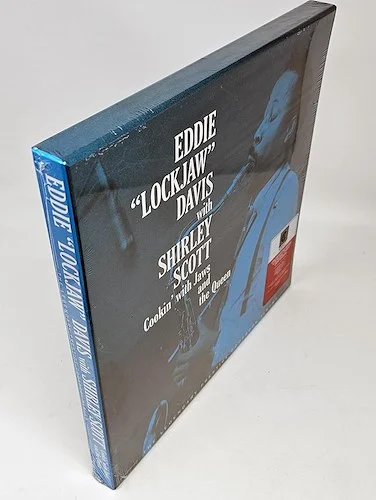 EDDIE
“LOCKJAW”
DAVIS
with
SHIRLEY
SCOTT
Cookin' with Jaws
and
the Queen
EDDIE “LOCKJAW” DAVIS with SHIRLEY SCOTT